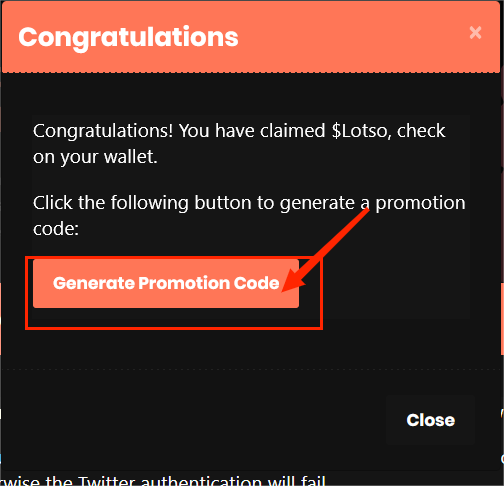 Congratulations
×
Congratulations! You have claimed $Lotso, check
on your wallet.
Click the following button to generate a promotion
code:
Generate Promotion Code
Close
wise the Twitter authentication will fail